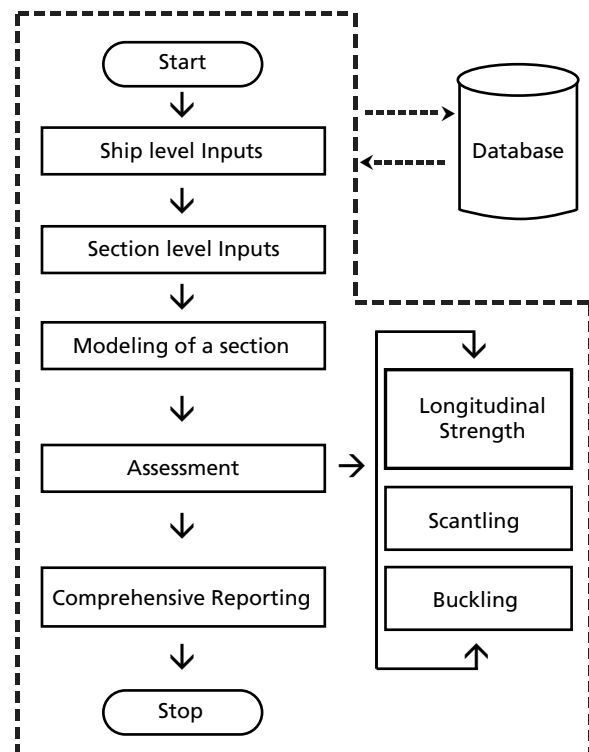 Start
Ship level Inputs
Database
Section level Inputs
Modeling of a section
Longitudinal
Strength
Assessment
Scantling
Comprehensive Reporting
Buckling
Stop